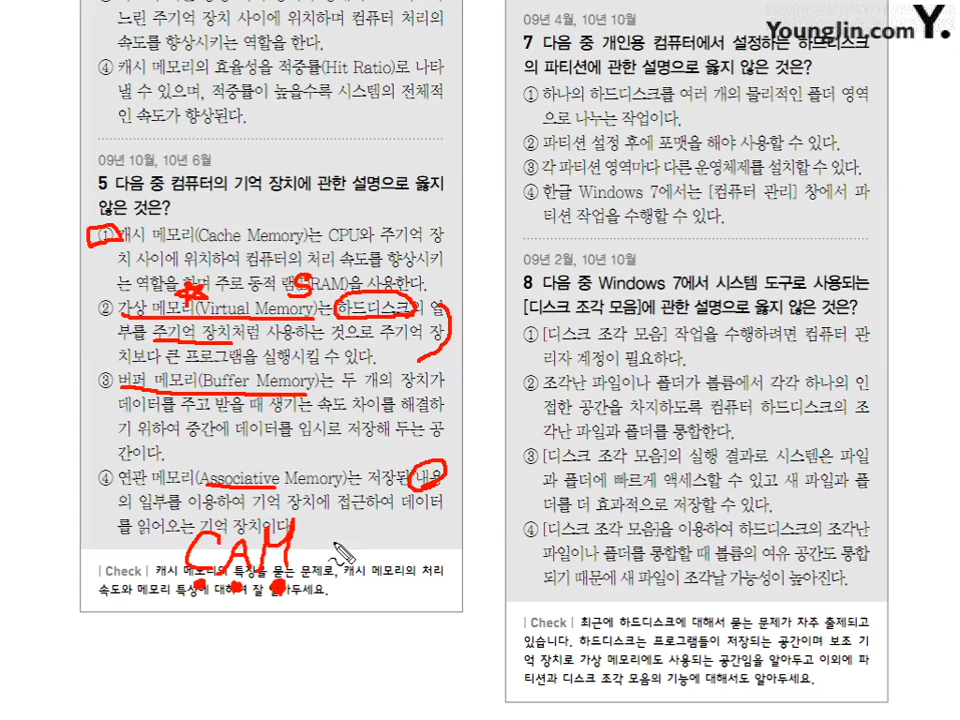 느린 주기억 장치 사이에 위치하며 컴퓨터 처리의
속도를 향상시키는 역할을 한다.
④ 캐시 메모리의 효율성을 적중률(Hit Ratio)로 나타
낼 수 있으며, 적중률이 높을수록 시스템의 전체적
인 속도가 향상된다.
09년 10월, 10년 6월
5 다음 중 컴퓨터의 기억 장치에 관한 설명으로 옳지
않은 것은?
① 캐시 메모리(Cache Memory)는 CPU와 주기억 장
치 사이에 위치하여 컴퓨터의 처리 속도를 향상시키
는 역할을 하며 주로 동적 램(DRAM)을 사용한다.
S
② 가상 메모리(Virtual Memory)는 하드디스크의 일
부를 주기억 장치처럼 사용하는 것으로 주기억 장
치보다 큰 프로그램을 실행시킬 수 있다.
③ 버퍼 메모리(Buffer Memory)는 두 개의 장치가
데이터를 주고 받을 때 생기는 속도 차이를 해결하
기 위하여 중간에 데이터를 임시로 저장해 두는 공
간이다.
④ 연관 메모리(Associative Memory)는 저장된 내용
의 일부를 이용하여 기억 장치에 접근하여 데이터
를 읽어오는 기억 장치이다.
CAM
| Check | 캐시 메모리의 특징을 묻는 문제로, 캐시 메모리의 처리
속도와 메모리 특성에 대하여 잘 알아두세요.
YoungJin.com Y.
09년 4월, 10년 10월
7 다음 중 개인용 컴퓨터에서 설정하는 하드디스크
의 파티션에 관한 설명으로 옳지 않은 것은?
① 하나의 하드디스크를 여러 개의 물리적인 폴더 영역
으로 나누는 작업이다.
② 파티션 설정 후에 포맷을 해야 사용할 수 있다.
③ 각 파티션 영역마다 다른 운영체제를 설치할 수 있다.
④ 한글 Windows 7에서는 [컴퓨터 관리] 창에서 파
티션 작업을 수행할 수 있다.
09년 2월, 10년 10월
8 다음 중 Windows 7에서 시스템 도구로 사용되는
[디스크 조각 모음]에 관한 설명으로 옳지 않은 것은?
① [디스크 조각 모음] 작업을 수행하려면 컴퓨터 관
리자 계정이 필요하다.
② 조각난 파일이나 폴더가 볼륨에서 각각 하나의 인
접한 공간을 차지하도록 컴퓨터 하드디스크의 조
각난 파일과 폴더를 통합한다.
③ [디스크 조각 모음]의 실행 결과로 시스템은 파일
과 폴더에 빠르게 액세스할 수 있고 새 파일과 폴
더를 더 효과적으로 저장할 수 있다.
④ [디스크 조각 모음]을 이용하여 하드디스크의 조각난
파일이나 폴더를 통합할 때 볼륨의 여유 공간도 통합
되기 때문에 새 파일이 조각날 가능성이 높아진다.
| Check | 최근에 하드디스크에 대해서 묻는 문제가 자주 출제되고
있습니다. 하드디스크는 프로그램들이 저장되는 공간이며 보조 기
억 장치로 가상 메모리에도 사용되는 공간임을 알아두고 이외에 파
티션과 디스크 조각 모음의 기능에 대해서도 알아두세요.